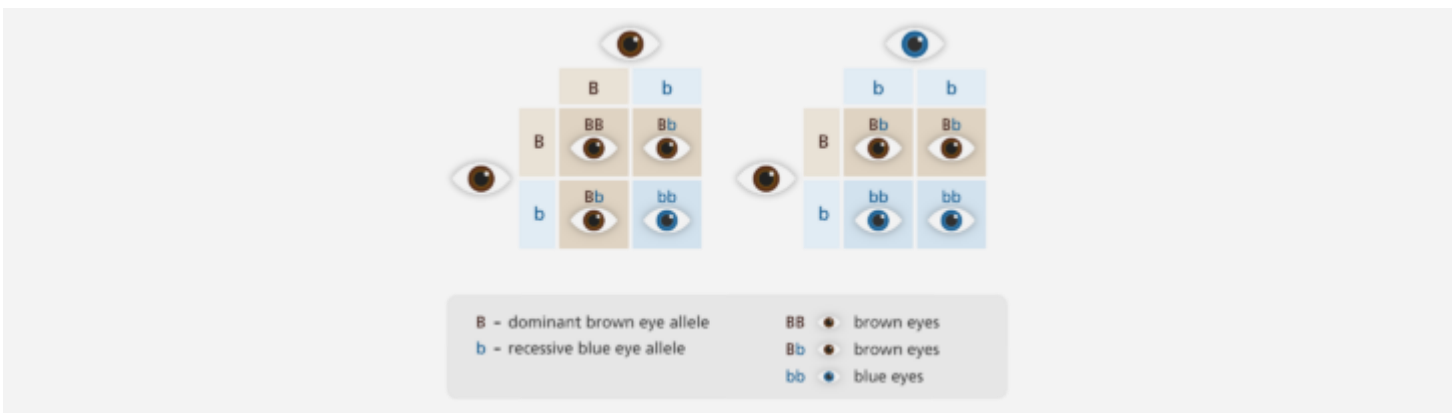 B b
B BB Bb
b Bb bb
b b
B Bb Bb
b bb bb
B – dominant brown eye allele
b – recessive blue eye allele
BB brown eyes
Bb brown eyes
bb blue eyes